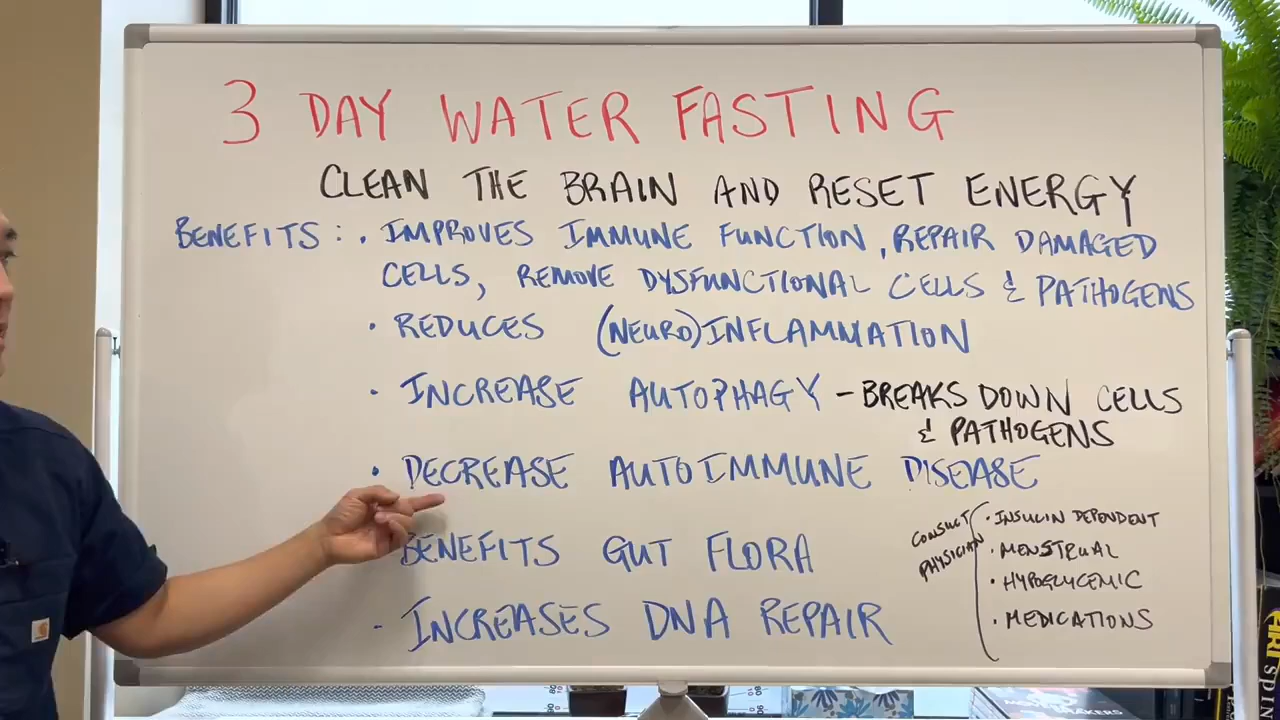 3 DAY WATER FASTING
CLEAN THE BRAIN AND RESET ENERGY
BENEFITS: • IMPROVES IMMUNE FUNCTION, REPAIR DAMAGED
CELLS, REMOVE DYSFUNCTIONAL CELLS & PATHOGENS
• REDUCES (NEURO)INFLAMMATION
• INCREASE AUTOPHAGY - BREAKS DOWN CELLS
& PATHOGENS
• DECREASE AUTOIMMUNE DISEASE
BENEFITS GUT FLORA
- INCREASES DNA REPAIR
CONSULT
PHYSICIAN
• INSULIN DEPENDENT
• MENSTRUAL
• HYPOGLYCEMIC
• MEDICATIONS